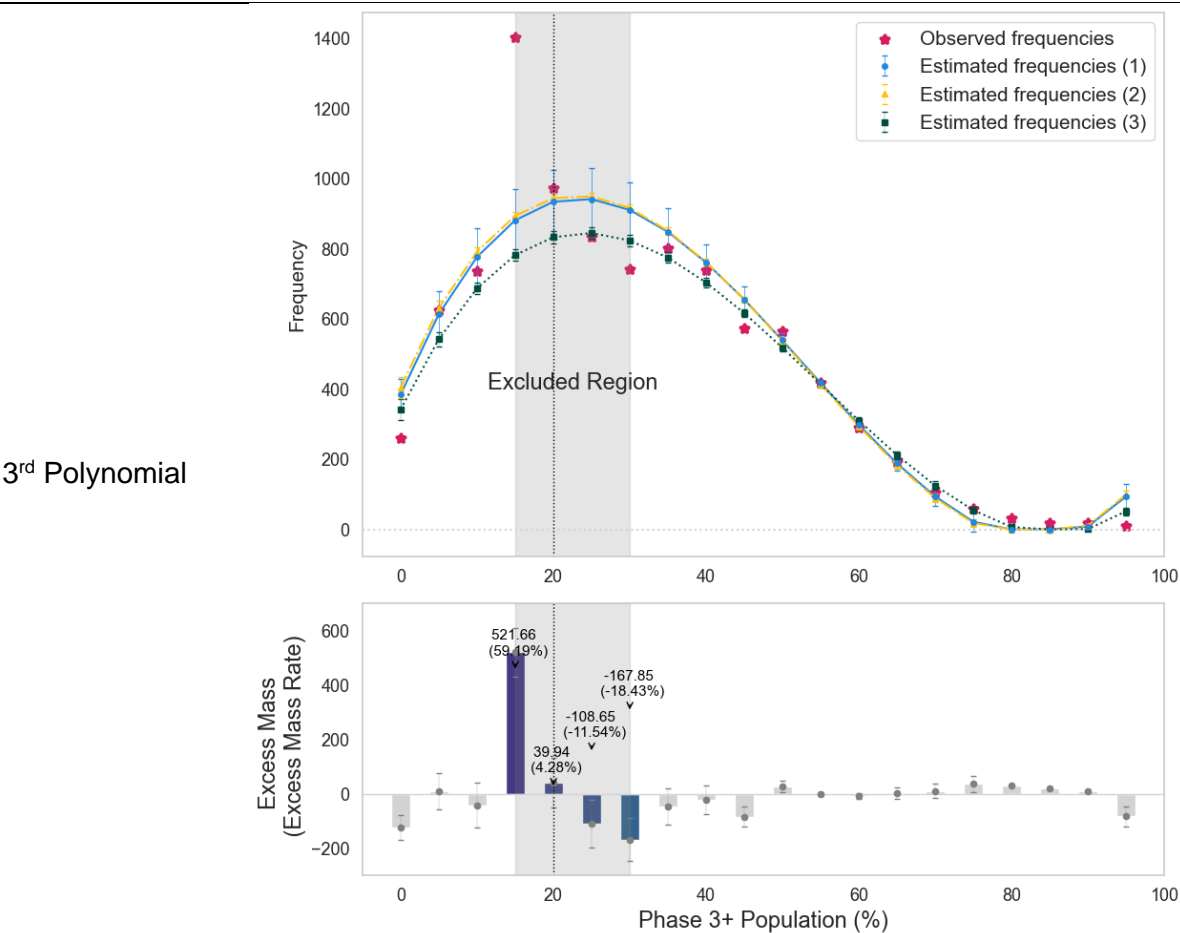 3rd Polynomial
Frequency
1400
1200
1000
800
600
400
200
0
Observed frequencies
Estimated frequencies (1)
Estimated frequencies (2)
Estimated frequencies (3)
Excluded Region
0 20 40 60 80 100
Excess Mass
(Excess Mass Rate)
600
400
200
0
−200
521.66
(59.19%)
39.94
(4.28%)
-108.65
(-11.54%)
-167.85
(-18.43%)
0 20 40 60 80 100
Phase 3+ Population (%)